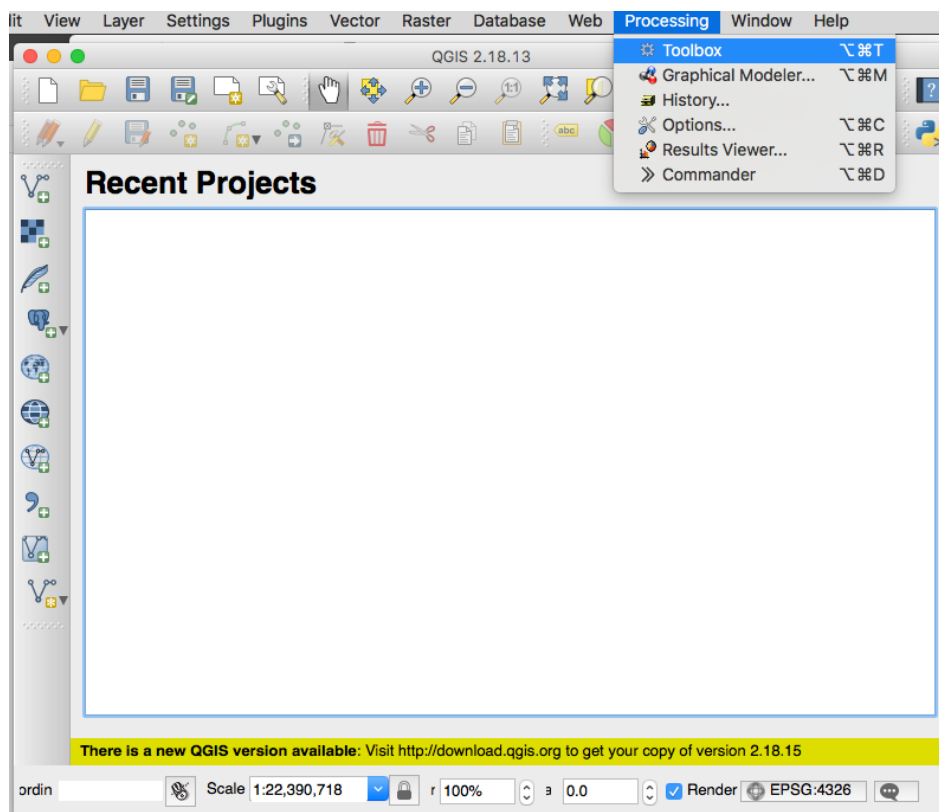 it View Layer Settings Plugins Vector Raster Database Web Processing Window Help
QGIS 2.18.13
Toolbox ⌥⌘T
Graphical Modeler... ⌥⌘M
History...
Options... ⌥⌘C
Results Viewer... ⌥⌘R
Commander ⌥⌘D
1:1
abc
?
Recent Projects
There is a new QGIS version available: Visit http://download.qgis.org to get your copy of version 2.18.15
ordin Scale 1:22,390,718 r 100% 0.0 Render EPSG:4326